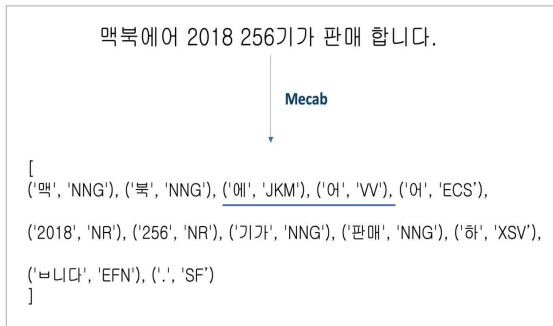 맥북에어 2018 256기가 판매 합니다.
Mecab
[
('맥', 'NNG'), ('북', 'NNG'), ('에', 'JKM'), ('어', 'VV'), ('어', 'ECS’),
('2018', 'NR'), ('256', 'NR'), ('기가', 'NNG'), ('판매', 'NNG'), ('하', 'XSV’),
('ㅂ니다', 'EFN'), ('.', 'SF’)
]